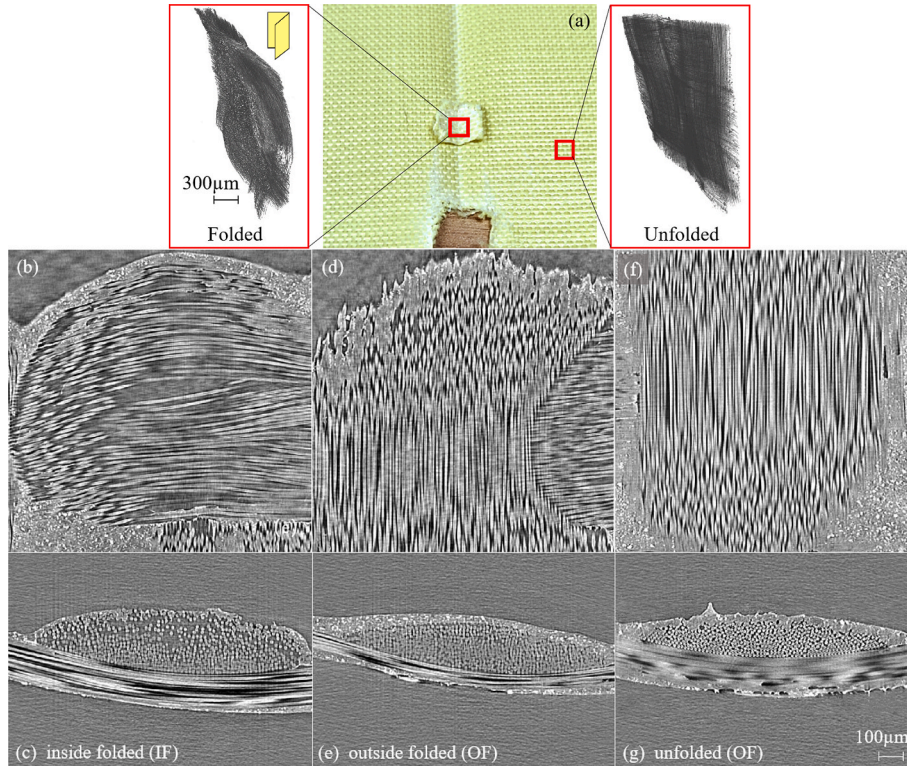 (a)
300µm
Folded
Unfolded
(b)
(d)
(f)
(c) inside folded (IF)
(e) outside folded (OF)
(g) unfolded (OF)
100µm